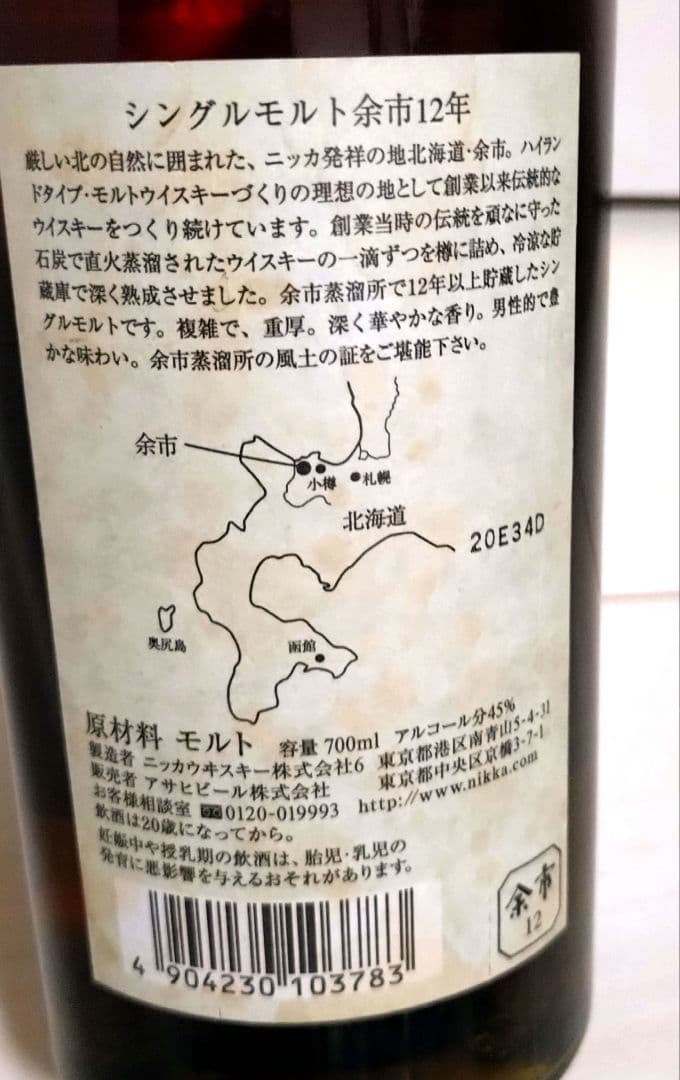 シングルモルト余市12年
厳しい北の自然に囲まれた、ニッカ発祥の地北海道・余市。ハイラン
ドタイプ・モルトウイスキーづくりの理想の地として創業以来伝統的な
ウイスキーをつくり続けています。創業当時の伝統を頑なに守った
石炭で直火蒸溜されたウイスキーの一滴ずつを樽に詰め、冷涼な貯
蔵庫で深く熟成させました。余市蒸溜所で12年以上貯蔵したシン
グルモルトです。複雑で、重厚。深く華やかな香り。男性的で豊
かな味わい。余市蒸溜所の風土の証をご堪能下さい。
余市
小樽
札幌
北海道
20E34D
奥尻島
函館
原材料 モルト 容量 700ml アルコール分45%
製造者 ニッカウヰスキー株式会社6 東京都港区南青山5-4-31
販売者 アサヒビール株式会社 東京都中央区京橋3-7-1
お客様相談室 0120-019993 http://www.nikka.com
飲酒は20歳になってから。
妊娠中や授乳期の飲酒は、胎児・乳児の
発育に悪影響を与えるおそれがあります。
余市
12
4 904230 103783